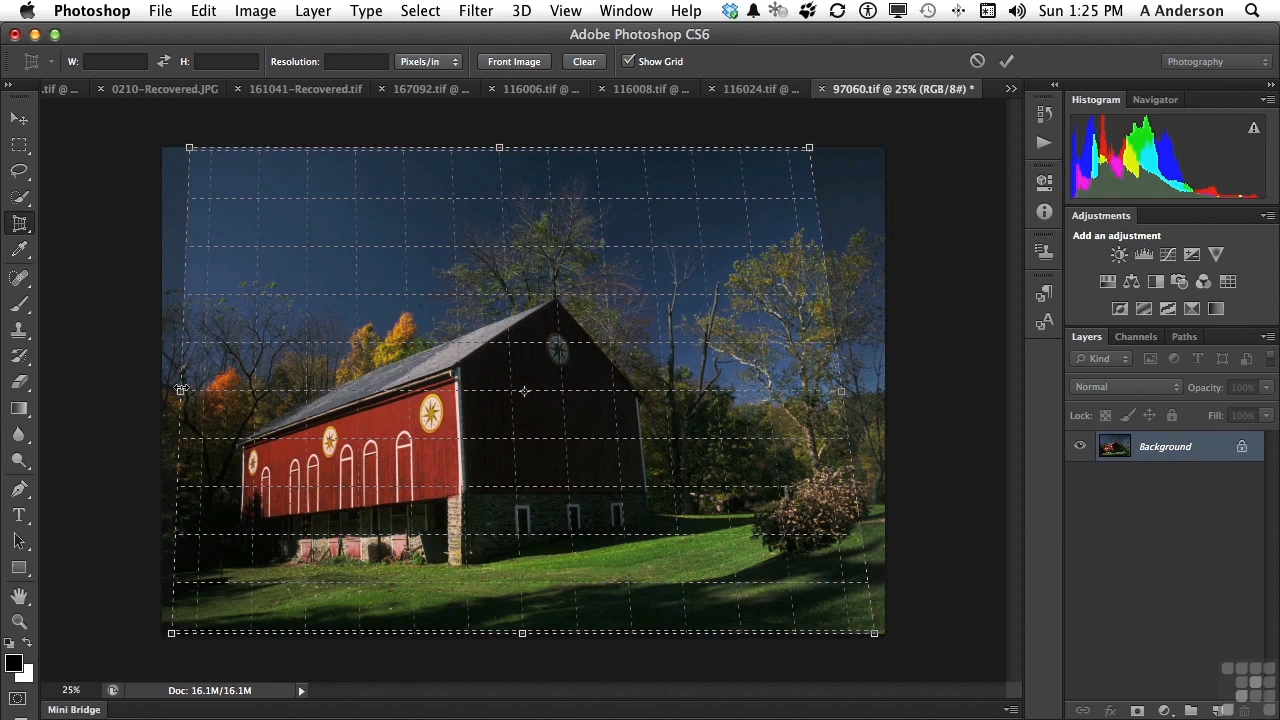 Photoshop File Edit Image Layer Type Select Filter 3D View Window Help Sun 1:25 PM A Anderson
Adobe Photoshop CS6
W: H: Resolution: Pixels/in Front Image Clear Show Grid Photography
.tif @ ... × 0210-Recovered.JPG × 161041-Recovered.tif × 167092.tif @ ... × 116006.tif @ ... × 116008.tif @ ... × 116024.tif @ ... × 97060.tif @ 25% (RGB/8#) *
Histogram Navigator
Adjustments
Add an adjustment
Layers Channels Paths
Kind
Normal Opacity: 100%
Lock: Fill: 100%
Background
25% Doc: 16.1M/16.1M
Mini Bridge